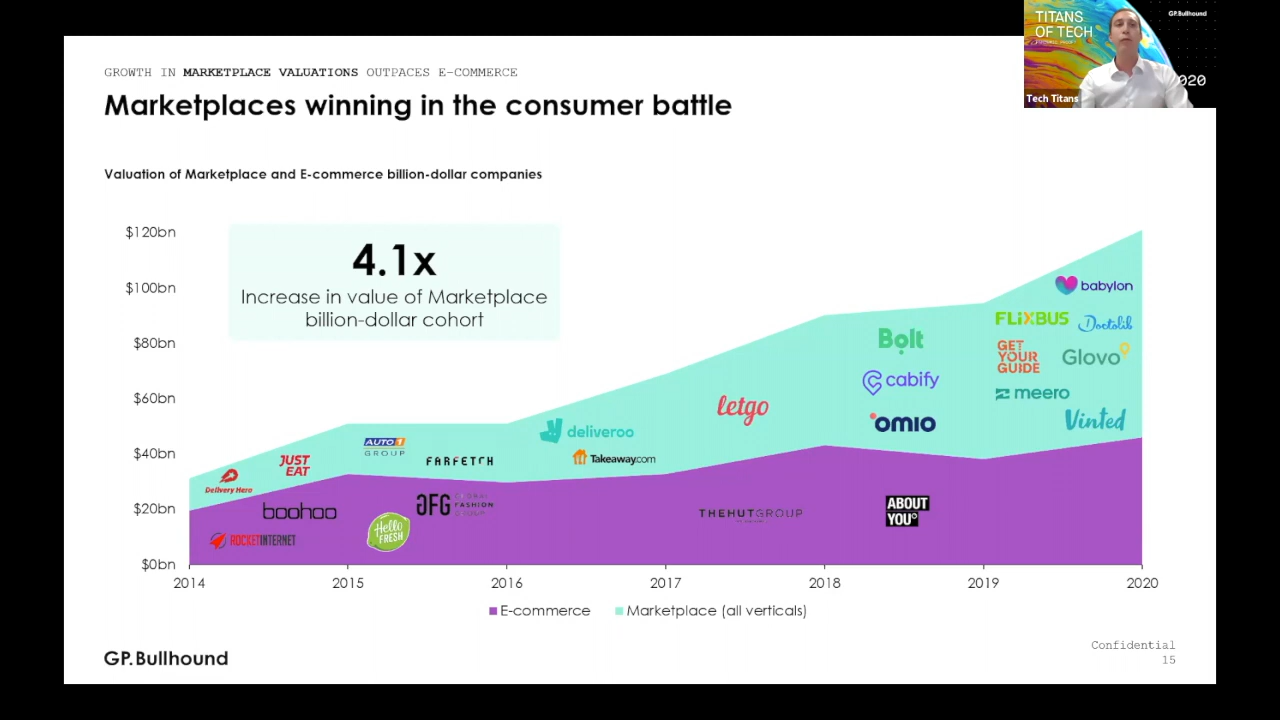 TITANS
OF TECH
GP.Bullhound
020
Tech Titans
GROWTH IN MARKETPLACE VALUATIONS OUTPACES E-COMMERCE
Marketplaces winning in the consumer battle
Valuation of Marketplace and E-commerce billion-dollar companies
4.1x
Increase in value of Marketplace
billion-dollar cohort
$120bn
$100bn
$80bn
$60bn
$40bn
$20bn
$0bn
babylon
FLiXBUS
Doctolib
GET
YOUR
GUIDE
Glovo
meero
Vinted
Bolt
cabify
omio
letgo
deliveroo
Takeaway.com
AUTO1
GROUP
FARFETCH
JUST
EAT
Delivery Hero
boohoo
ROCKET INTERNET
Hello
FRESH
GFG GLOBAL
FASHION
GROUP
THEHUTGROUP
ABOUT
YOU°
2014 2015 2016 2017 2018 2019 2020
E-commerce Marketplace (all verticals)
GP.Bullhound
Confidential
15